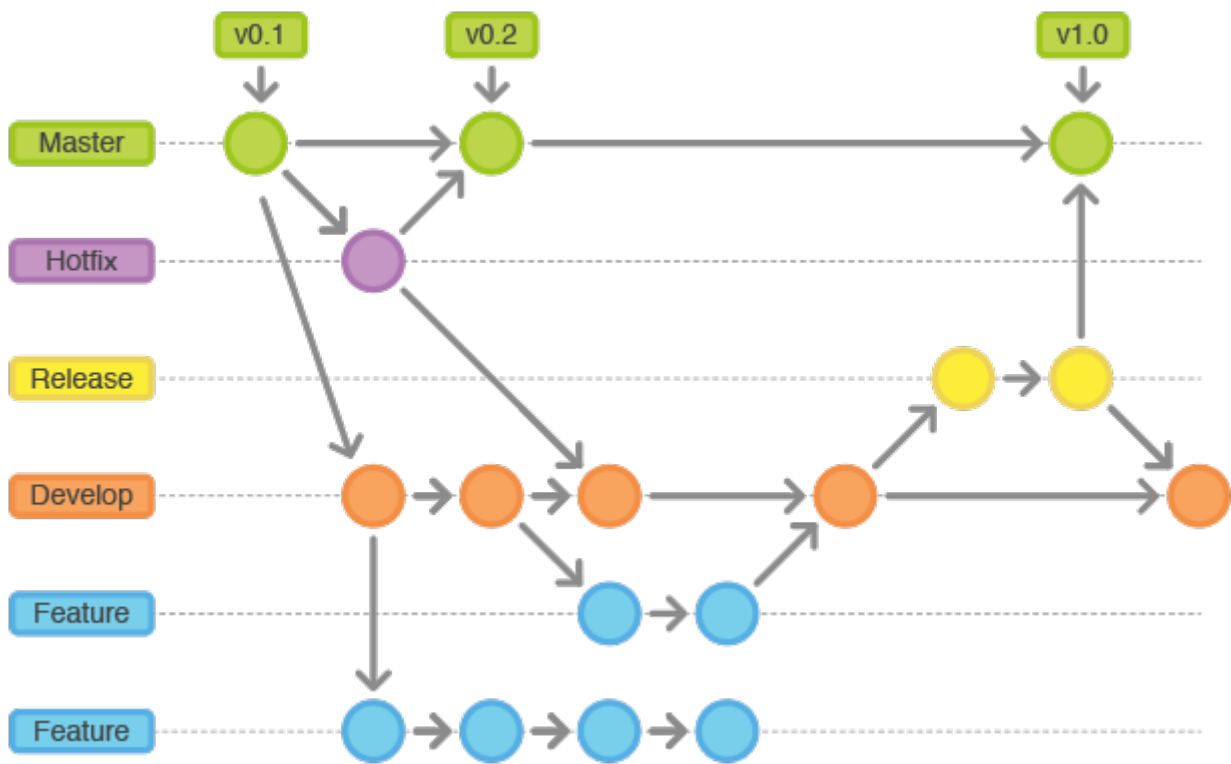 v0.1
v0.2
v1.0
Master
Hotfix
Release
Develop
Feature
Feature